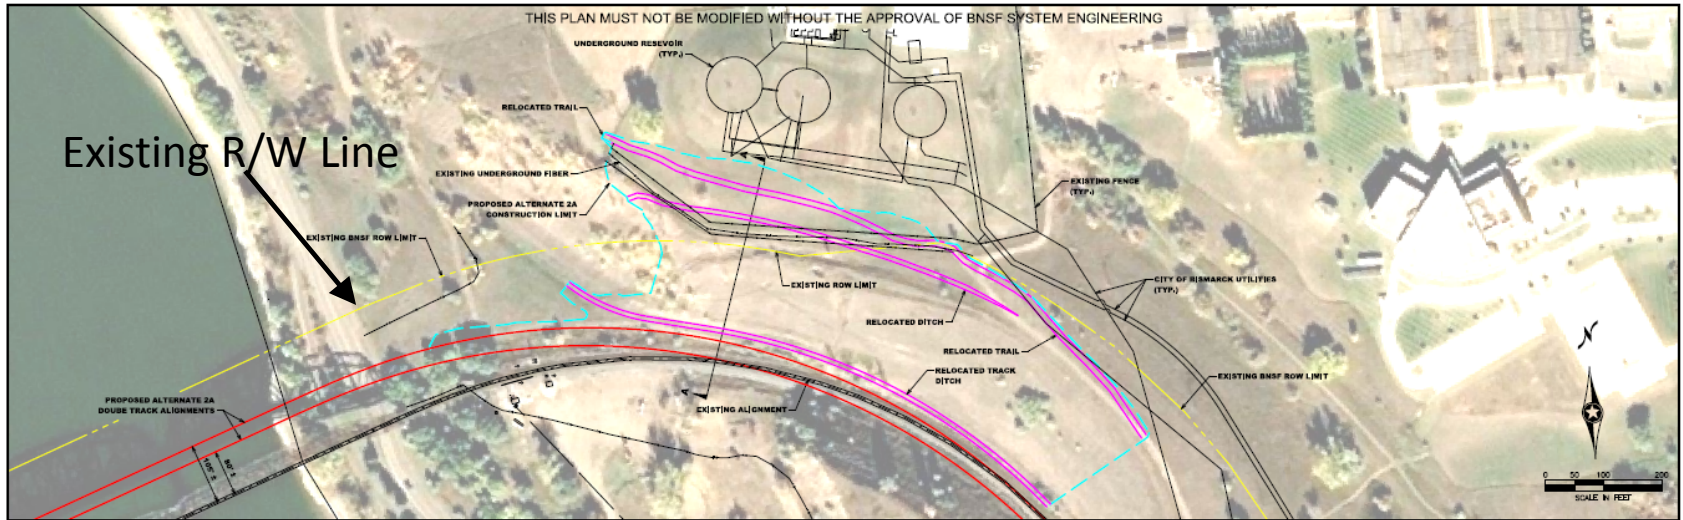 THIS PLAN MUST NOT BE MODIFIED WITHOUT THE APPROVAL OF BNSF SYSTEM ENGINEERING
UNDERGROUND RESEVOIR
(TYP.)
RELOCATED TRAIL
Existing R/W Line
EXISTING UNDERGROUND FIBER
EXISTING FENCE
(TYP.)
PROPOSED ALTERNATE 2A
CONSTRUCTION LIMIT
EXISTING BNSF ROW LIMIT
EXISTING ROW LIMIT
CITY OF BISMARCK UTILITIES
(TYP.)
RELOCATED DITCH
N
RELOCATED TRAIL
RELOCATED TRACK
DITCH
EXISTING BNSF ROW LIMIT
A
A
PROPOSED ALTERNATE 2A
DOUBE TRACK ALIGNMENTS
EXISTING ALIGNMENT
105' ±
80' ±
0 50 100 200
SCALE IN FEET